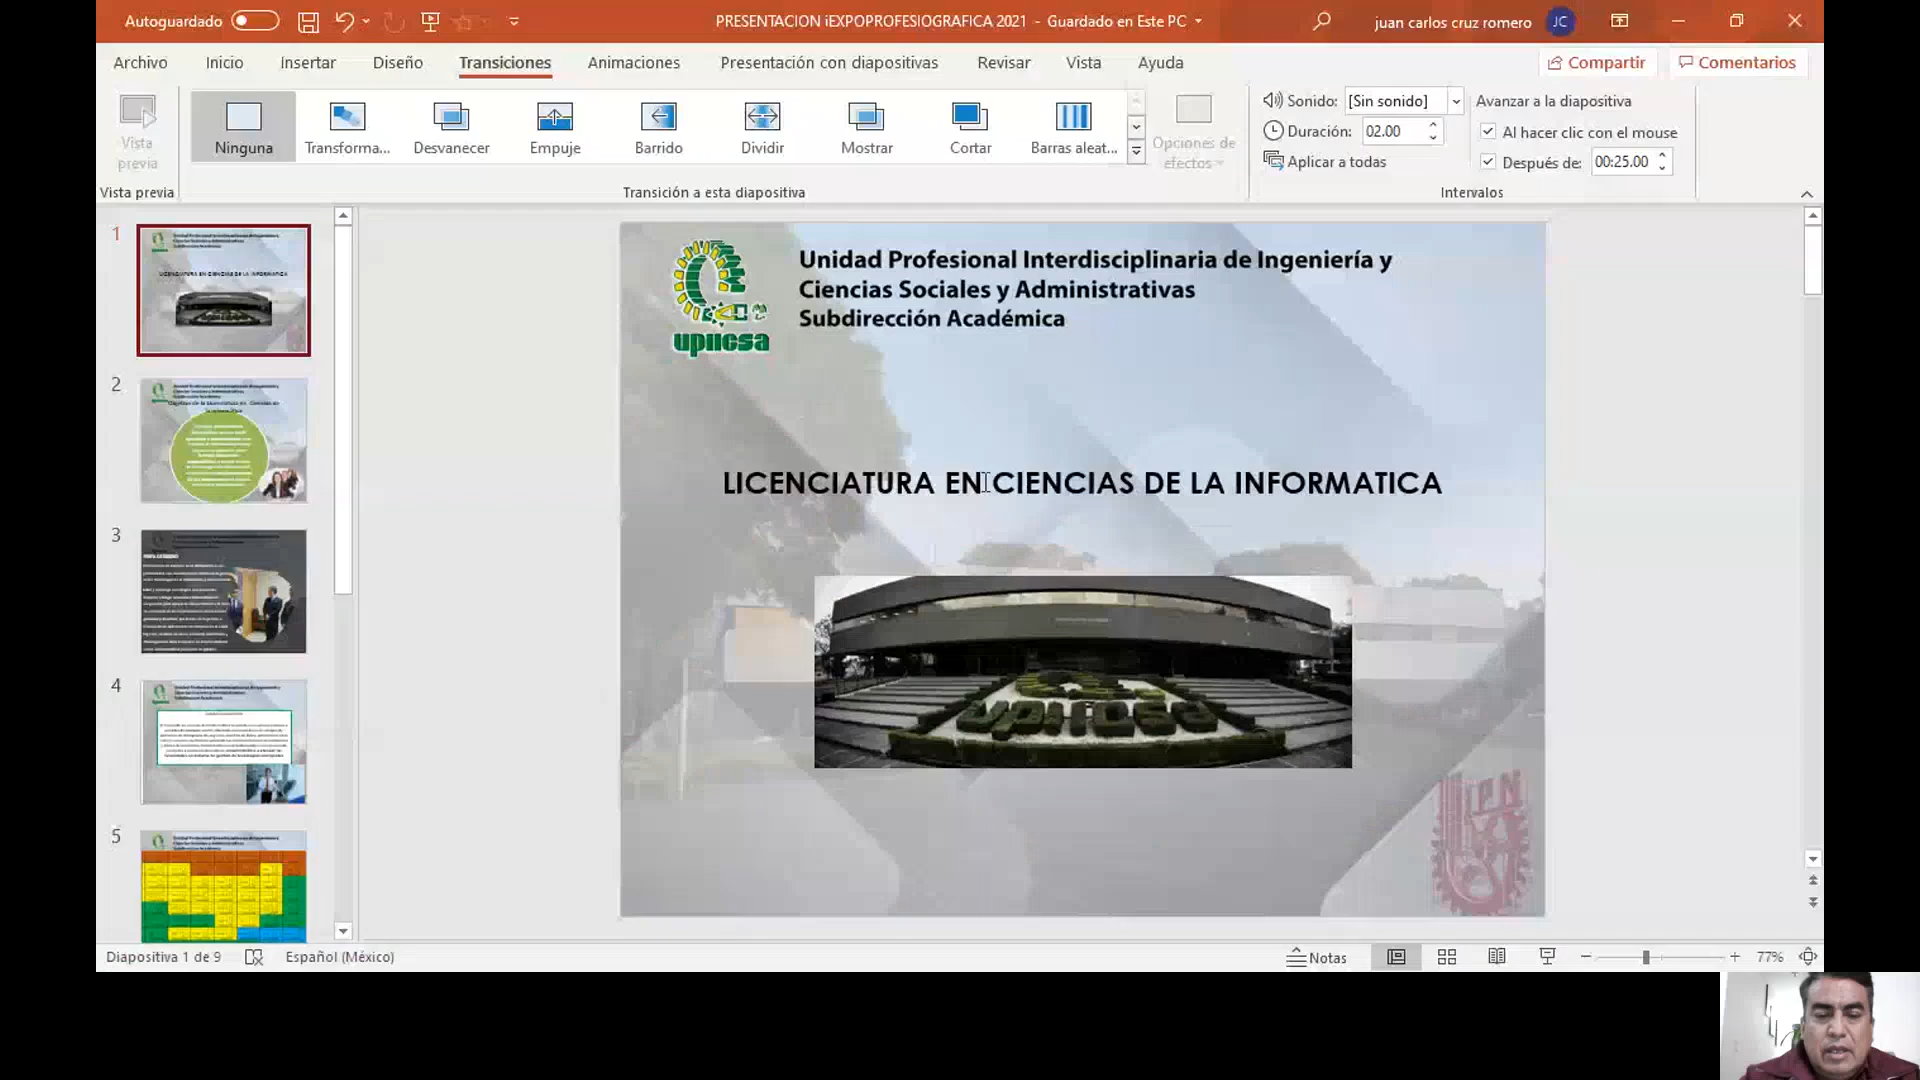 Autoguardado
PRESENTACION iEXPOPROFESIOGRAFICA 2021 - Guardado en Este PC
juan carlos cruz romero
JC
Archivo
Inicio
Insertar
Diseño
Transiciones
Animaciones
Presentación con diapositivas
Revisar
Vista
Ayuda
Compartir
Comentarios
Vista
previa
Ninguna
Transforma...
Desvanecer
Empuje
Barrido
Dividir
Mostrar
Cortar
Barras aleat...
Opciones de
efectos
Sonido: [Sin sonido]
Duración: 02.00
Aplicar a todas
Avanzar a la diapositiva
Al hacer clic con el mouse
Después de: 00:25.00
Vista previa
Transición a esta diapositiva
Intervalos
1
2
3
4
5
Unidad Profesional Interdisciplinaria de Ingeniería y
Ciencias Sociales y Administrativas
Subdirección Académica
upiicsa
LICENCIATURA EN CIENCIAS DE LA INFORMATICA
upiicsa
IPN
Diapositiva 1 de 9
Español (México)
Notas
77%